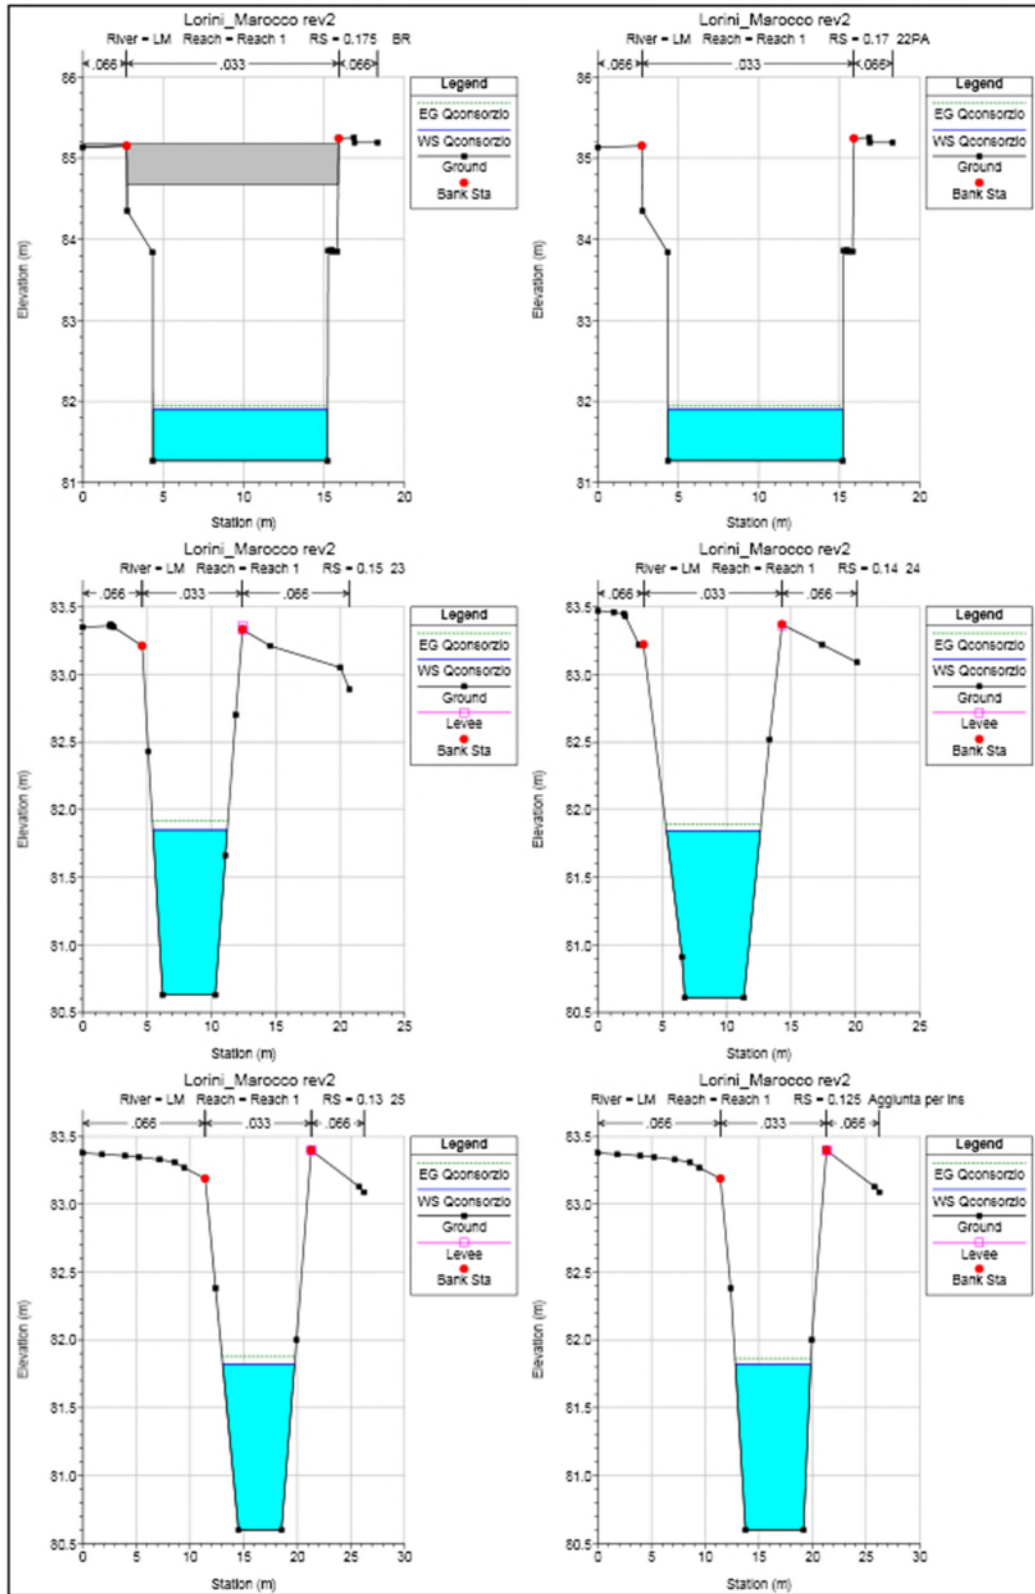 Lorini_Marocco rev2
River = LM Reach = Reach 1 RS = 0.175 BR
.066 .033 .066
86
85
84
83
82
81
Elevation (m)
0 5 10 15 20
Station (m)
Legend
EG Qconsorzio
WS Qconsorzio
Ground
Bank Sta
Lorini_Marocco rev2
River = LM Reach = Reach 1 RS = 0.17 22PA
.066 .033 .066
86
85
84
83
82
81
Elevation (m)
0 5 10 15 20
Station (m)
Legend
EG Qconsorzio
WS Qconsorzio
Ground
Bank Sta
Lorini_Marocco rev2
River = LM Reach = Reach 1 RS = 0.15 23
.066 .033 .066
83.5
83.0
82.5
82.0
81.5
81.0
80.5
Elevation (m)
0 5 10 15 20 25
Station (m)
Legend
EG Qconsorzio
WS Qconsorzio
Ground
Levee
Bank Sta
Lorini_Marocco rev2
River = LM Reach = Reach 1 RS = 0.14 24
.066 .033 .066
83.5
83.0
82.5
82.0
81.5
81.0
80.5
Elevation (m)
0 5 10 15 20 25
Station (m)
Legend
EG Qconsorzio
WS Qconsorzio
Ground
Levee
Bank Sta
Lorini_Marocco rev2
River = LM Reach = Reach 1 RS = 0.13 25
.066 .033 .066
83.5
83.0
82.5
82.0
81.5
81.0
80.5
Elevation (m)
0 5 10 15 20 25 30
Station (m)
Legend
EG Qconsorzio
WS Qconsorzio
Ground
Levee
Bank Sta
Lorini_Marocco rev2
River = LM Reach = Reach 1 RS = 0.125 Aggiunta per ins
.066 .033 .066
83.5
83.0
82.5
82.0
81.5
81.0
80.5
Elevation (m)
0 5 10 15 20 25 30
Station (m)
Legend
EG Qconsorzio
WS Qconsorzio
Ground
Levee
Bank Sta